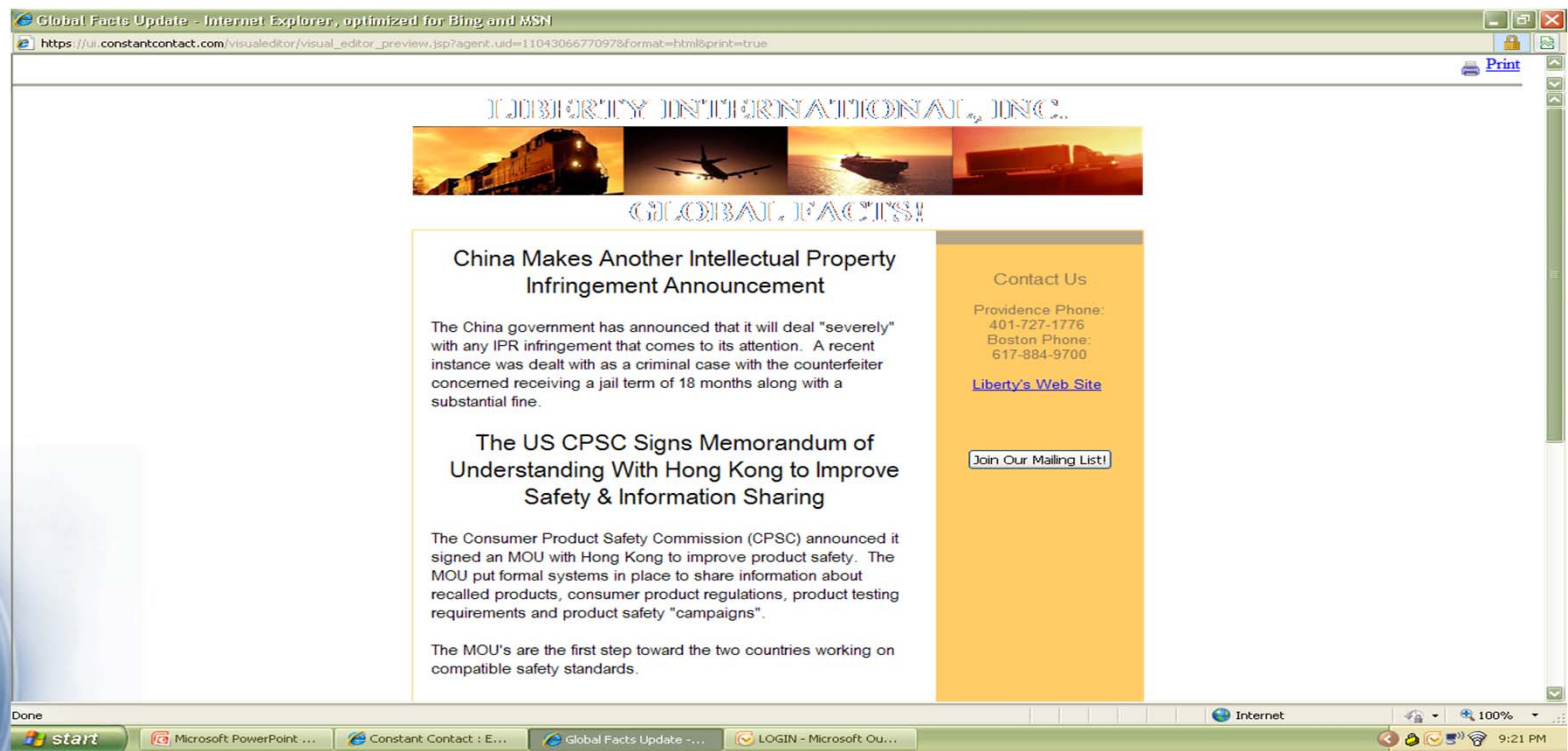 Global Facts Update - Internet Explorer, optimized for Bing and MSN
https://ui.constantcontact.com/visualeditor/visual_editor_preview.jsp?agent.uid=1104306677097&format=html&print=true
Print
LIBERTY INTERNATIONAL, INC.
GLOBAL FACTS!
China Makes Another Intellectual Property
Infringement Announcement
The China government has announced that it will deal "severely"
with any IPR infringement that comes to its attention. A recent
instance was dealt with as a criminal case with the counterfeiter
concerned receiving a jail term of 18 months along with a
substantial fine.
The US CPSC Signs Memorandum of
Understanding With Hong Kong to Improve
Safety & Information Sharing
The Consumer Product Safety Commission (CPSC) announced it
signed an MOU with Hong Kong to improve product safety. The
MOU put formal systems in place to share information about
recalled products, consumer product regulations, product testing
requirements and product safety "campaigns".
The MOU's are the first step toward the two countries working on
compatible safety standards.
Contact Us
Providence Phone:
401-727-1776
Boston Phone:
617-884-9700
Liberty's Web Site
Join Our Mailing List!
Done
Internet
100%
start
Microsoft PowerPoint ...
Constant Contact : E...
Global Facts Update -...
LOGIN - Microsoft Ou...
9:21 PM